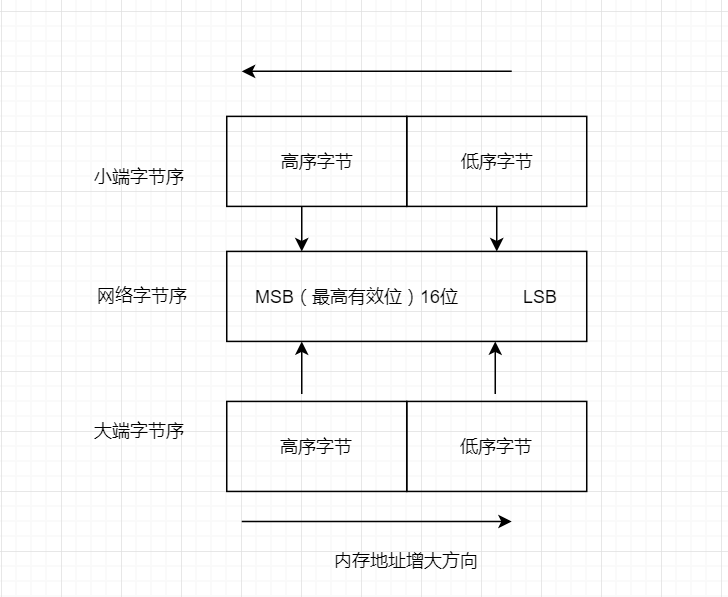 高序字节
低序字节
小端字节序
网络字节序
MSB（最高有效位）16位
LSB
大端字节序
高序字节
低序字节
内存地址增大方向